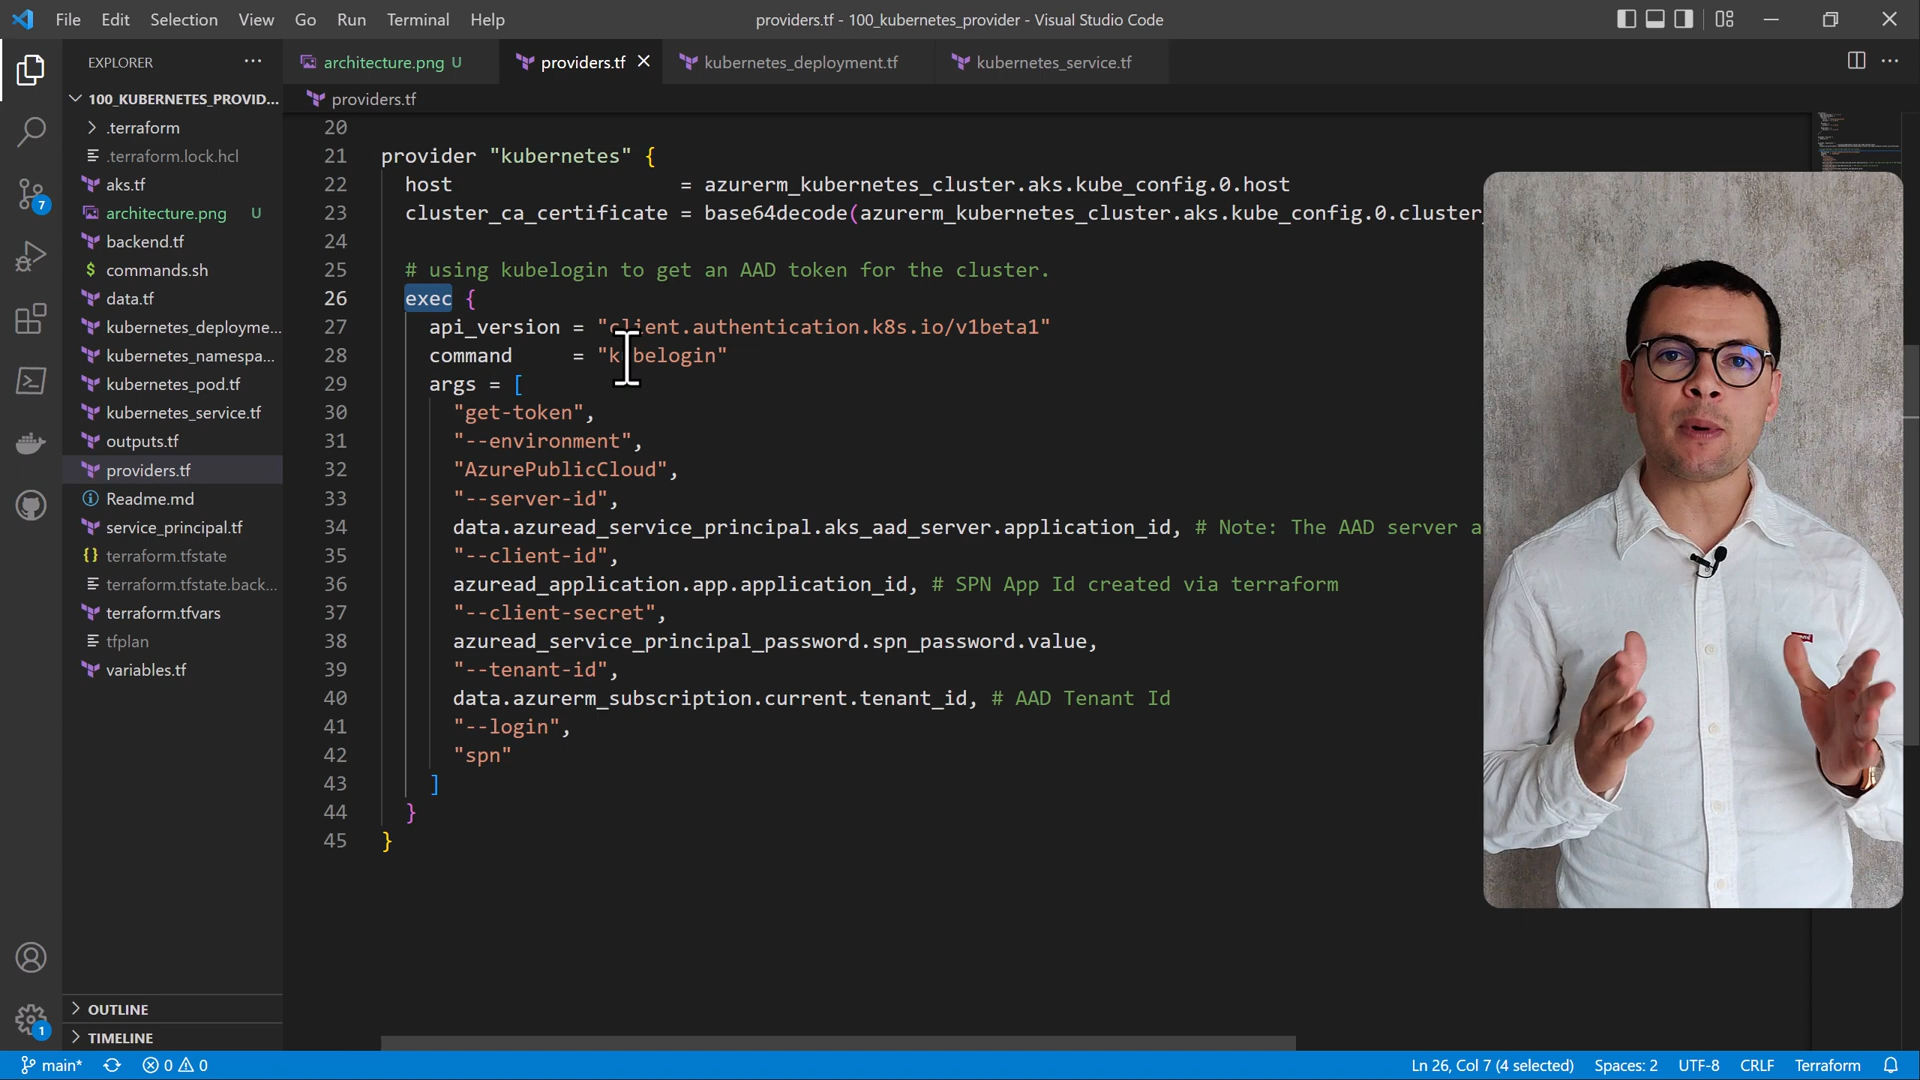 File Edit Selection View Go Run Terminal Help
providers.tf - 100_kubernetes_provider - Visual Studio Code
EXPLORER
architecture.png U
providers.tf
kubernetes_deployment.tf
kubernetes_service.tf
providers.tf
100_KUBERNETES_PROVID...
.terraform
.terraform.lock.hcl
aks.tf
architecture.png U
backend.tf
commands.sh
data.tf
kubernetes_deployme...
kubernetes_namespa...
kubernetes_pod.tf
kubernetes_service.tf
outputs.tf
providers.tf
Readme.md
service_principal.tf
terraform.tfstate
terraform.tfstate.back...
terraform.tfvars
tfplan
variables.tf
OUTLINE
TIMELINE
7
1
20
21 provider "kubernetes" {
22 host = azurerm_kubernetes_cluster.aks.kube_config.0.host
23 cluster_ca_certificate = base64decode(azurerm_kubernetes_cluster.aks.kube_config.0.cluster_
24
25 # using kubelogin to get an AAD token for the cluster.
26 exec {
27 api_version = "client.authentication.k8s.io/v1beta1"
28 command = "kubelogin"
29 args = [
30 "get-token",
31 "--environment",
32 "AzurePublicCloud",
33 "--server-id",
34 data.azuread_service_principal.aks_aad_server.application_id, # Note: The AAD server a
35 "--client-id",
36 azuread_application.app.application_id, # SPN App Id created via terraform
37 "--client-secret",
38 azuread_service_principal_password.spn_password.value,
39 "--tenant-id",
40 data.azurerm_subscription.current.tenant_id, # AAD Tenant Id
41 "--login",
42 "spn"
43 ]
44 }
45 }
main* 0 0
Ln 26, Col 7 (4 selected) Spaces: 2 UTF-8 CRLF Terraform